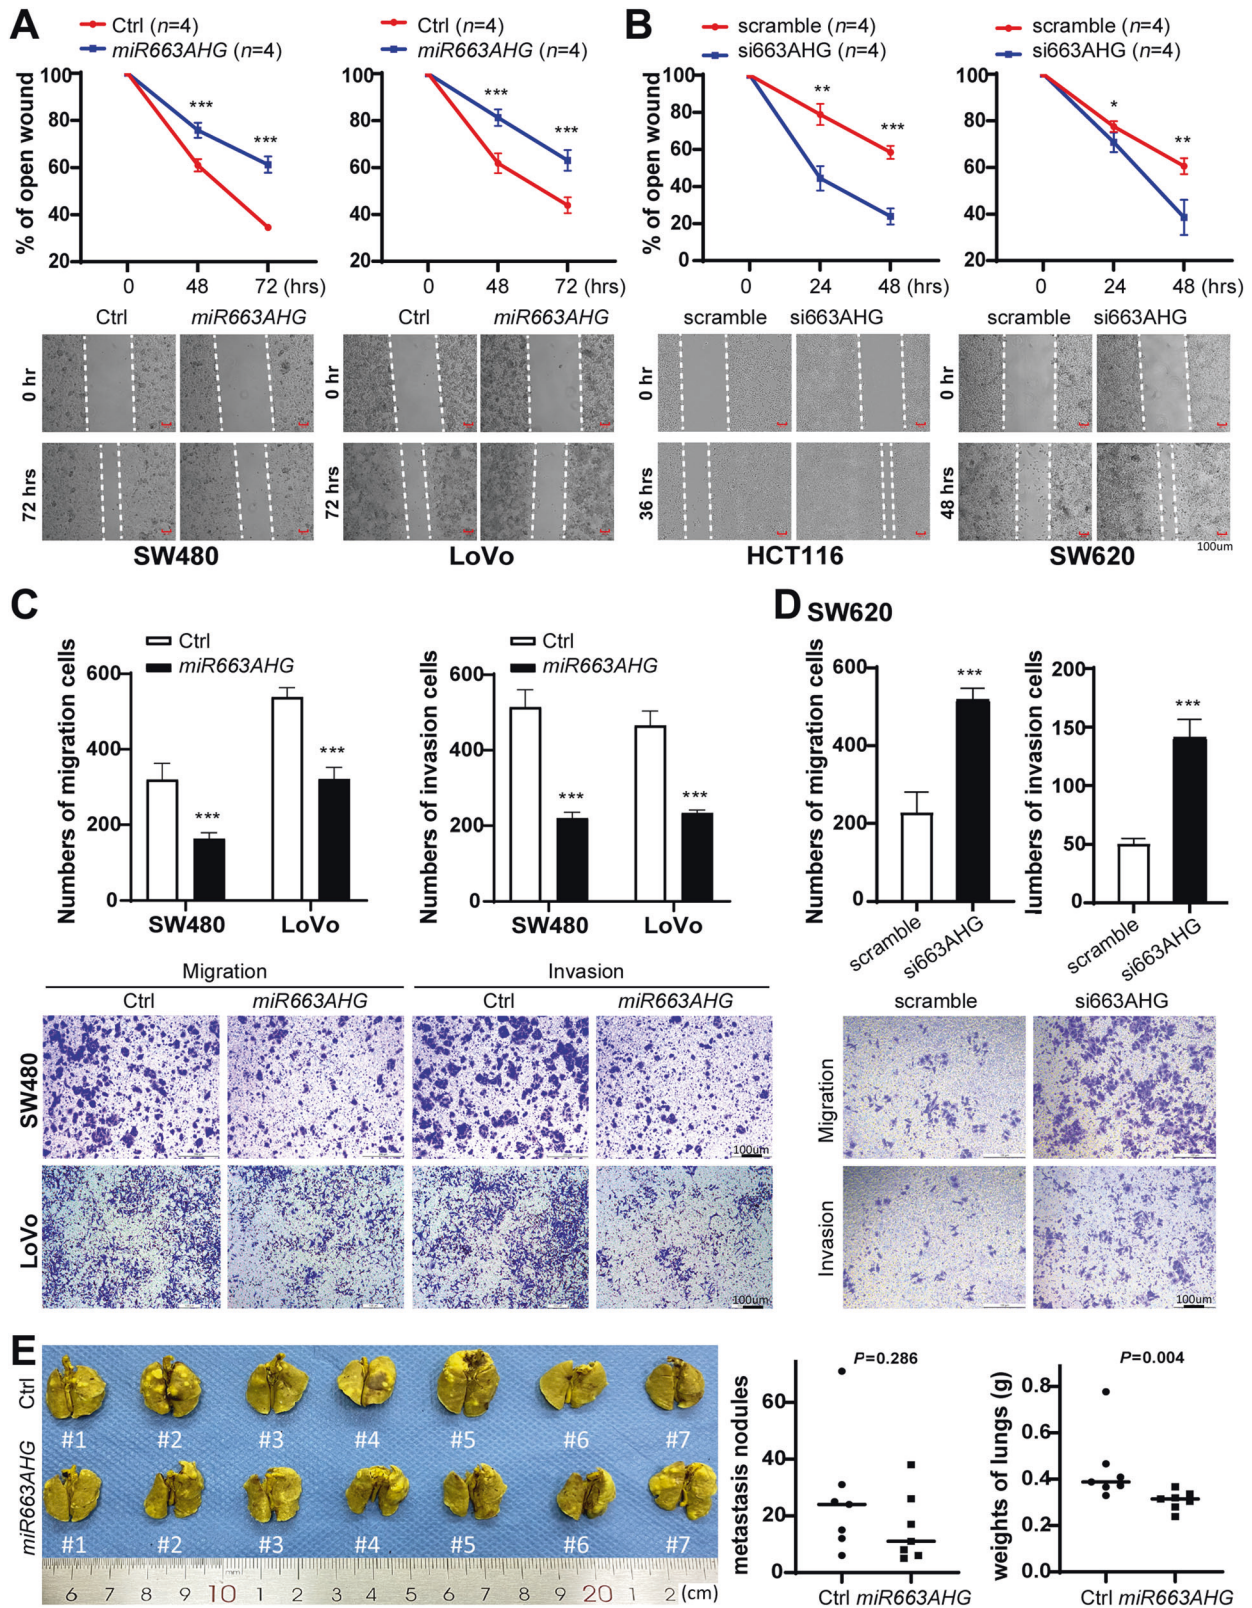 A
Ctrl (n=4)
miR663AHG (n=4)
% of open wound
100
80
60
40
20
0 48 72 (hrs)
***
***
Ctrl (n=4)
miR663AHG (n=4)
100
80
60
40
20
0 48 72 (hrs)
***
***
Ctrl miR663AHG
0 hr
72 hrs
SW480
Ctrl miR663AHG
0 hr
72 hrs
LoVo
B
scramble (n=4)
si663AHG (n=4)
% of open wound
100
80
60
40
20
0
0 24 48 (hrs)
**
***
scramble (n=4)
si663AHG (n=4)
100
80
60
40
20
0 24 48 (hrs)
*
**
scramble si663AHG
0 hr
36 hrs
HCT116
scramble si663AHG
0 hr
48 hrs
SW620
100um
C
Ctrl
miR663AHG
Numbers of migration cells
600
400
200
0
***
***
SW480 LoVo
Ctrl
miR663AHG
Numbers of invasion cells
600
400
200
0
***
***
SW480 LoVo
Migration Invasion
Ctrl miR663AHG Ctrl miR663AHG
SW480
100um
LoVo
100um
D SW620
Numbers of migration cells
600
400
200
0
***
scramble
si663AHG
lumbers of invasion cells
200
150
100
50
0
***
scramble
si663AHG
scramble si663AHG
Migration
Invasion
100um
E
Ctrl
#1 #2 #3 #4 #5 #6 #7
miR663AHG
#1 #2 #3 #4 #5 #6 #7
6 7 8 9 10 1 2 3 4 5 6 7 8 9 20 1 2 (cm)
metastasis nodules
P=0.286
60
40
20
0
Ctrl miR663AHG
weights of lungs (g)
P=0.004
0.8
0.6
0.4
0.2
0.0
Ctrl miR663AHG